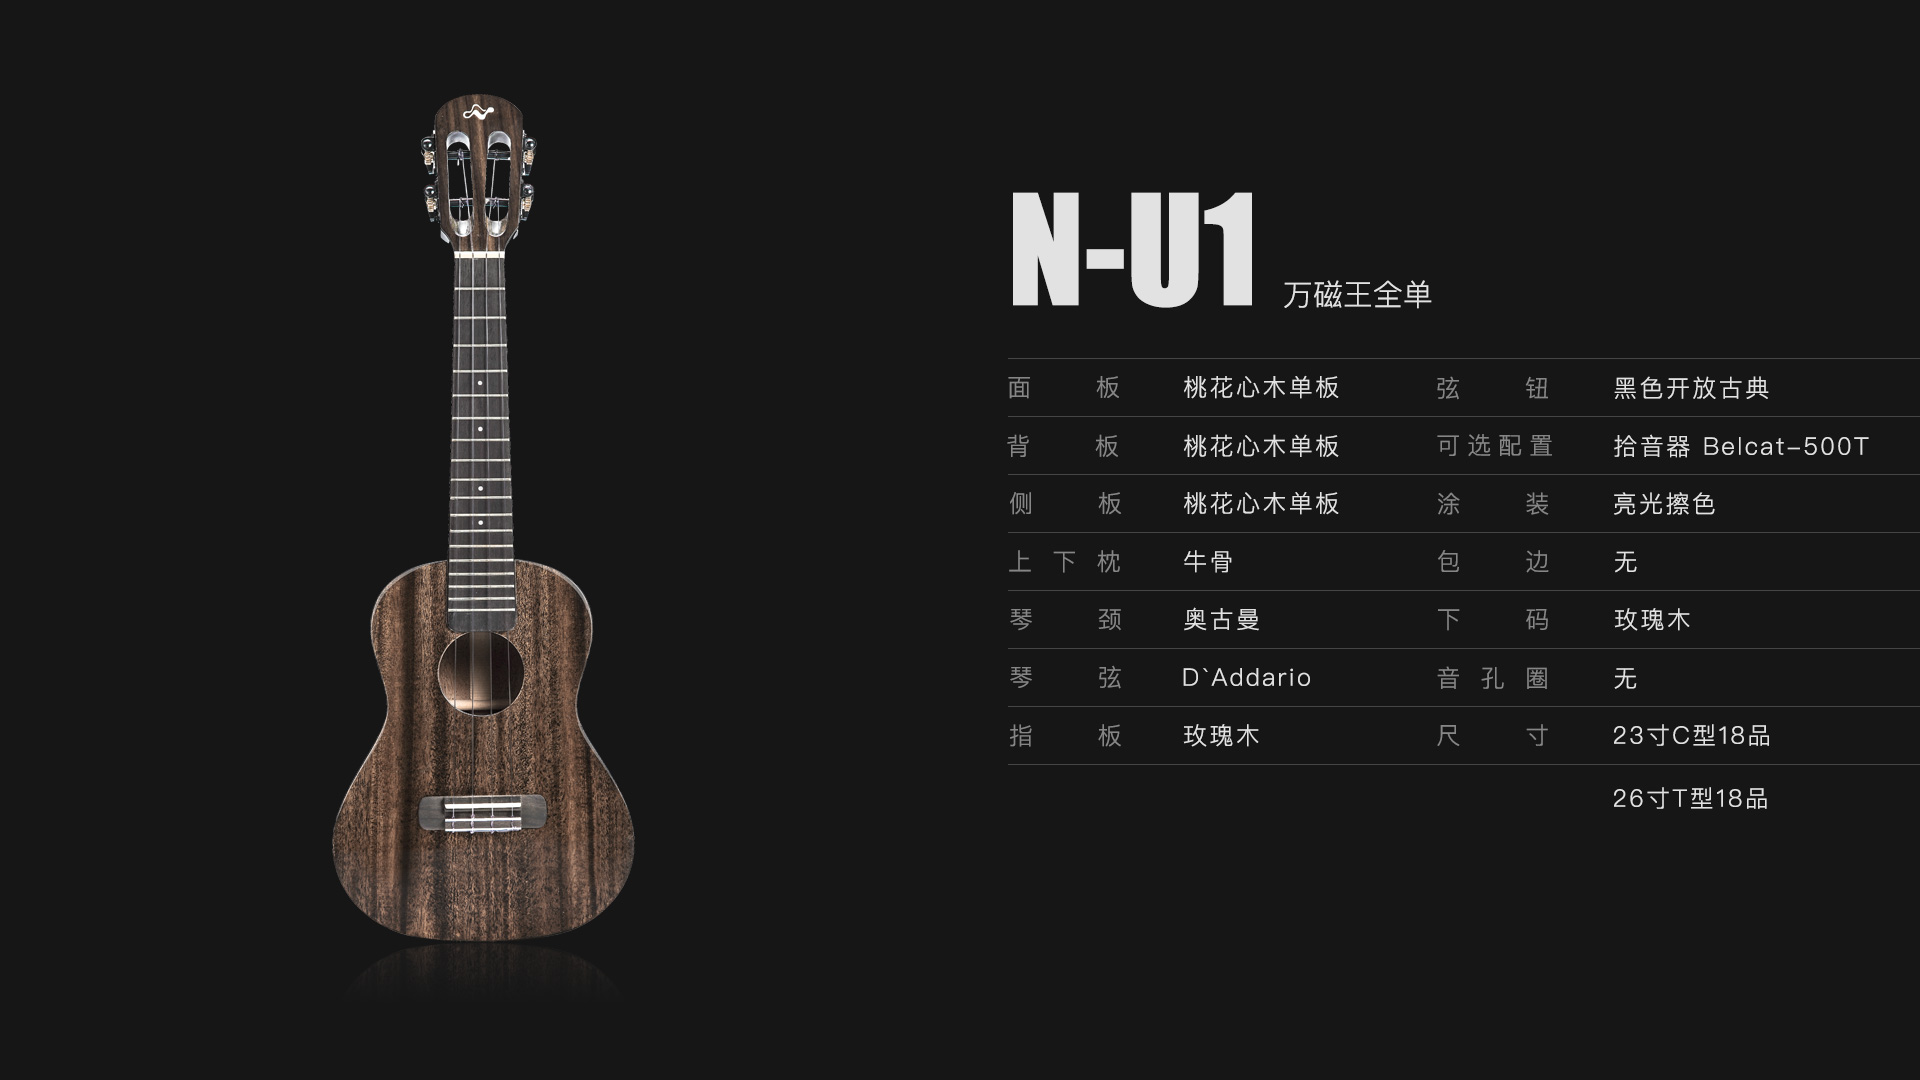 N-U1 万磁王全单
面板 桃花心木单板 弦钮 黑色开放古典
背板 桃花心木单板 可选配置 拾音器 Belcat-500T
侧板 桃花心木单板 涂装 亮光擦色
上下枕 牛骨 包边 无
琴颈 奥古曼 下码 玫瑰木
琴弦 D`Addario 音孔圈 无
指板 玫瑰木 尺寸 23寸C型18品
26寸T型18品